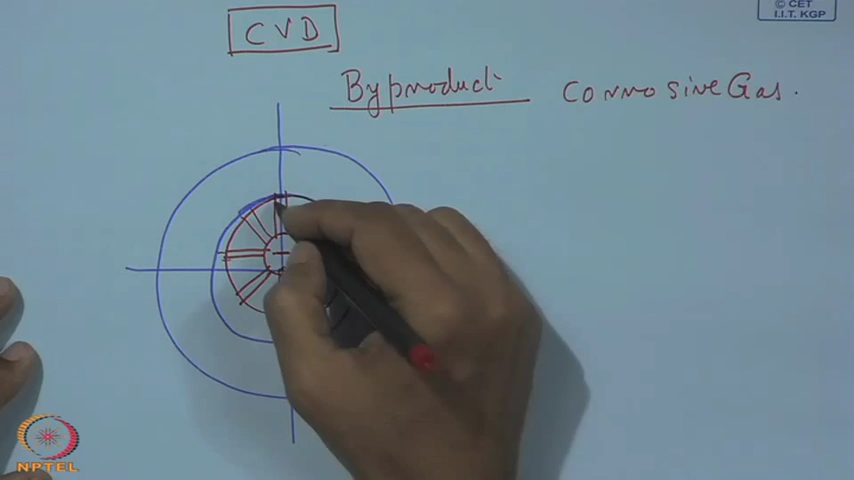 © CET
I.I.T. KGP
CVD
Byproduct Corrosive Gas.
NPTEL